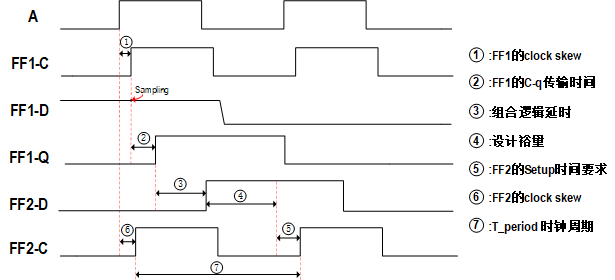 A
FF1-C
①
①:FF1的clock skew
FF1-D
Sampling
②:FF1的C-q传输时间
③:组合逻辑延时
FF1-Q
②
④:设计裕量
⑤:FF2的Setup时间要求
FF2-D
③
④
⑥:FF2的clock skew
FF2-C
⑥
⑤
⑦
⑦:T_period 时钟周期